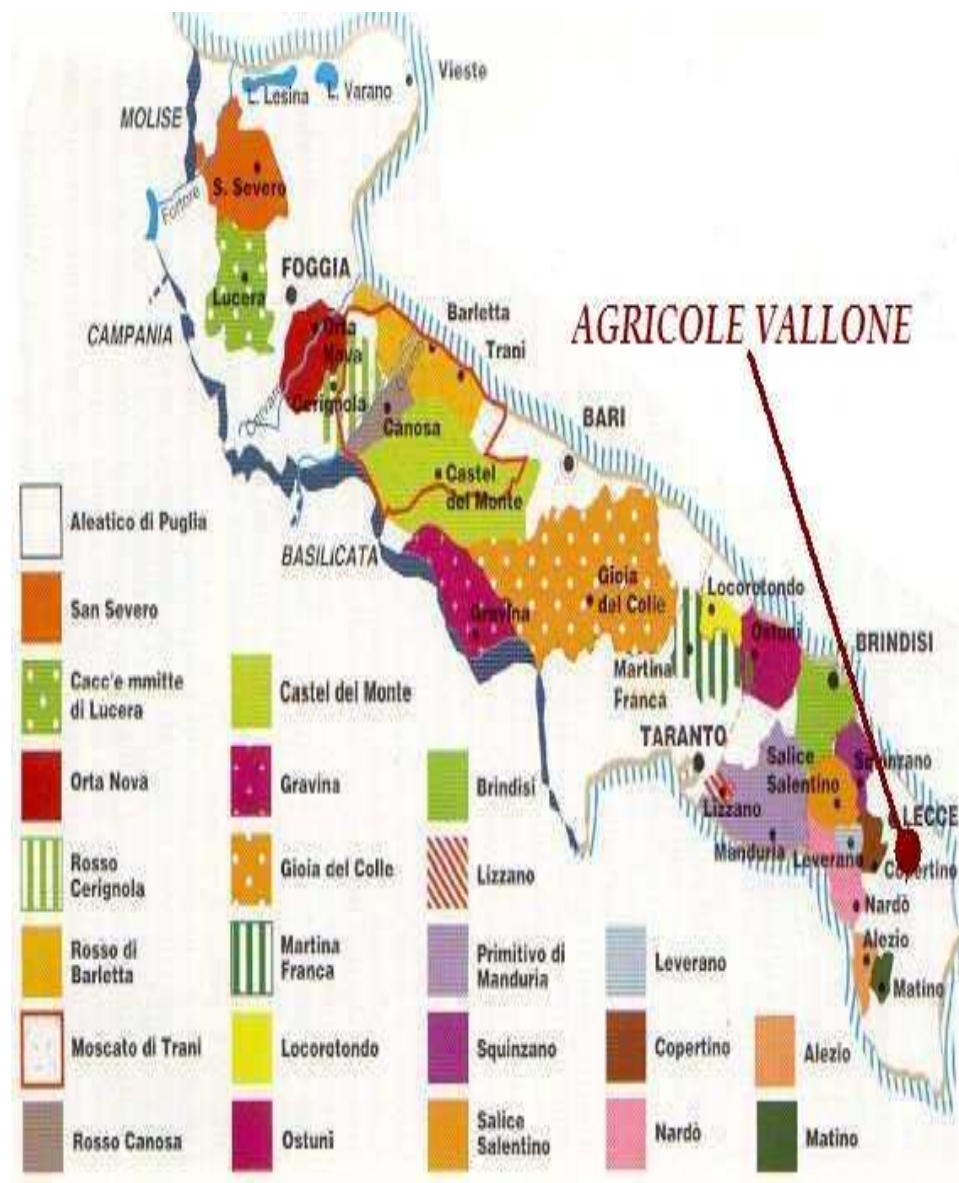 Vieste
L. Lesina
L. Varano
MOLISE
S. Severo
Fortore
FOGGIA
Lucera
Orta
Nova
Barletta
Trani
AGRICOLE VALLONE
CAMPANIA
Cerignola
Canosa
BARI
Castel
del Monte
BASILICATA
Gioia
del Colle
Gravina
Locorotondo
Ostuni
BRINDISI
Martina
Franca
TARANTO
Salice
Salentino
Squinzano
Lizzano
LECCE
Manduria
Leverano
Copertino
Nardò
Alezio
Matino
Aleatico di Puglia
San Severo
Cacc'e mmitte
di Lucera
Orta Nova
Rosso
Cerignola
Rosso di
Barletta
Moscato di Trani
Rosso Canosa
Castel del Monte
Gravina
Gioia del Colle
Martina
Franca
Locorotondo
Ostuni
Brindisi
Lizzano
Primitivo di
Manduria
Squinzano
Salice
Salentino
Leverano
Copertino
Nardò
Alezio
Matino